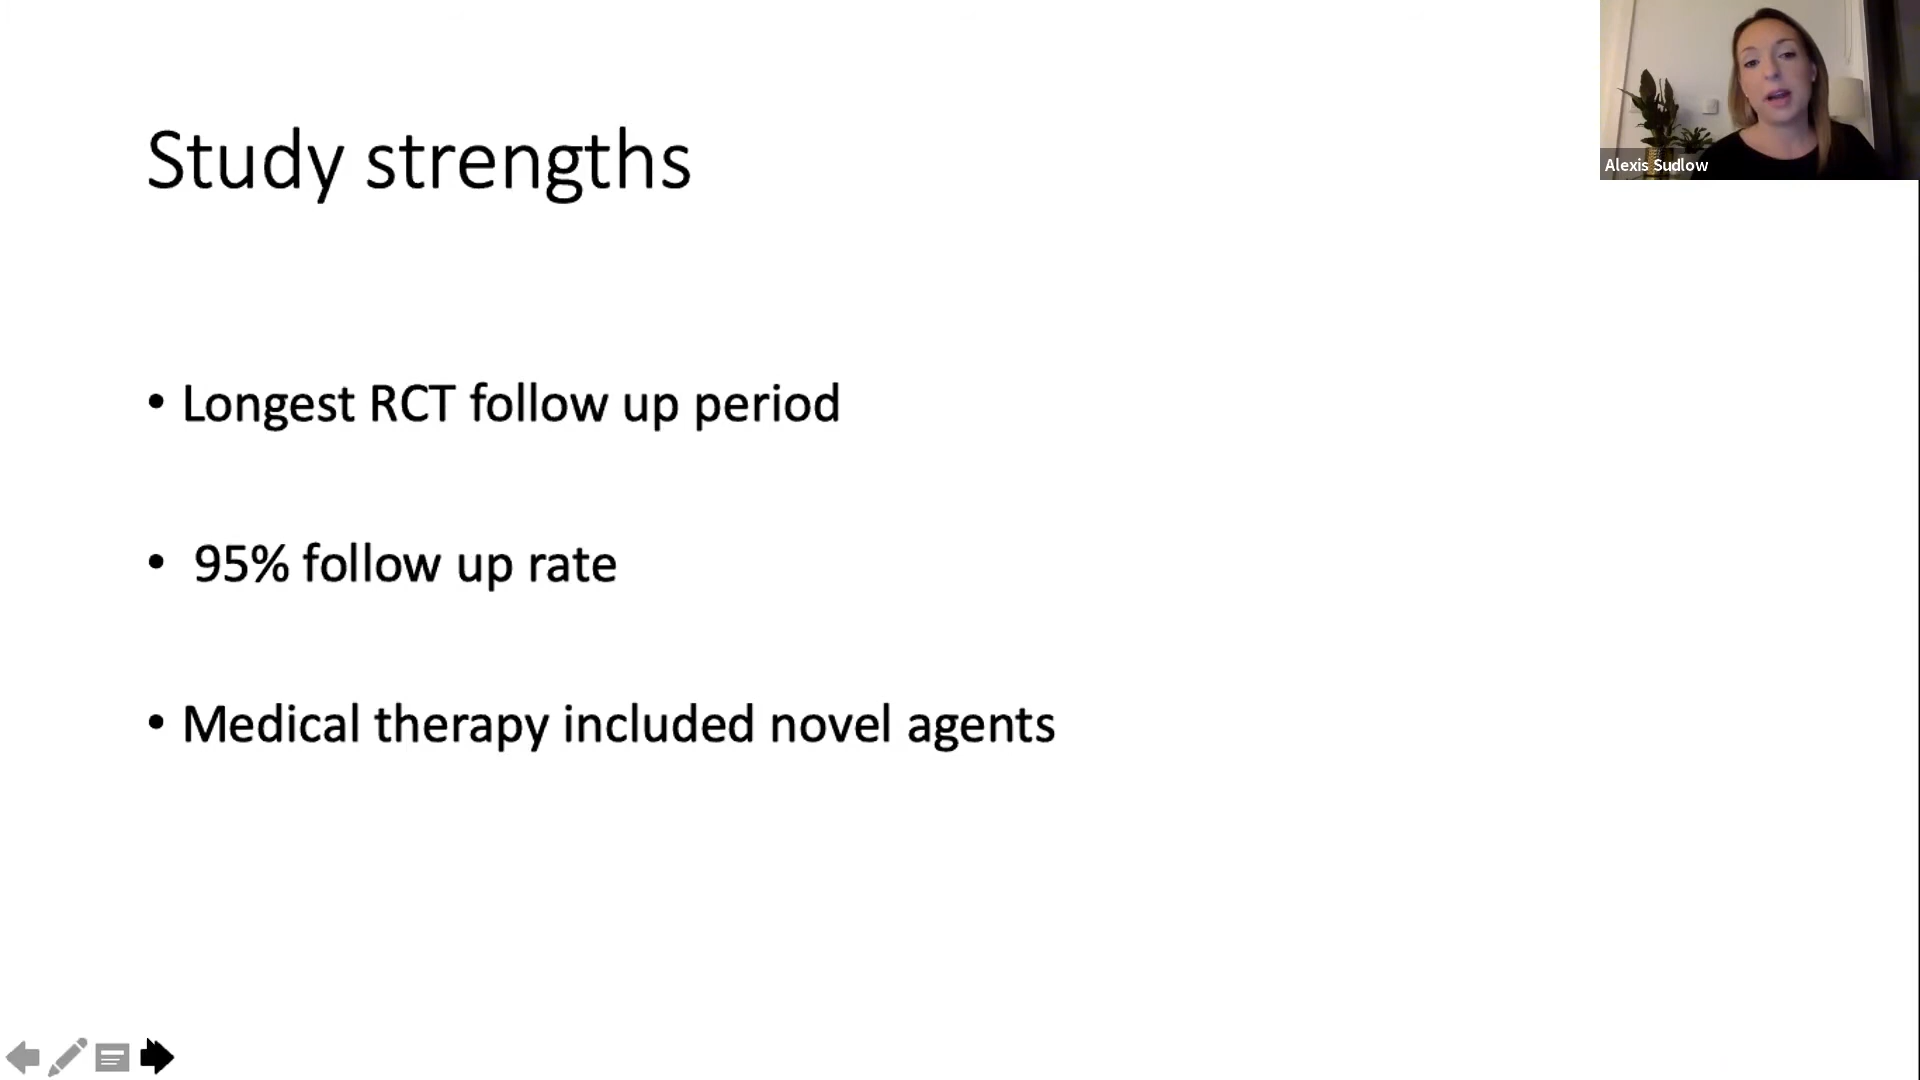 Study strengths
Alexis Sudlow
• Longest RCT follow up period
• 95% follow up rate
• Medical therapy included novel agents